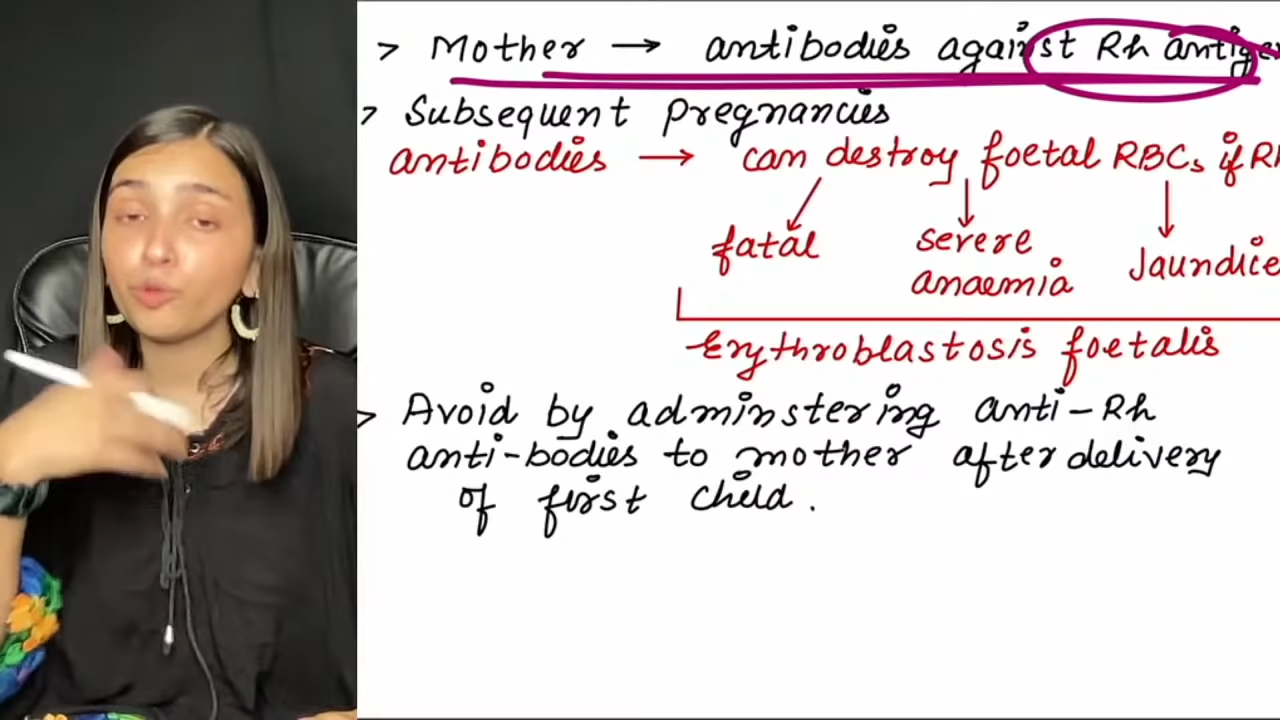 > Mother → antibodies against Rh antigen
> Subsequent pregnancies
antibodies → can destroy foetal RBCs if
fatal severe anaemia Jaundice
Erythroblastosis foetalis
> Avoid by adminstering anti-Rh
anti-bodies to mother after delivery
of first child.